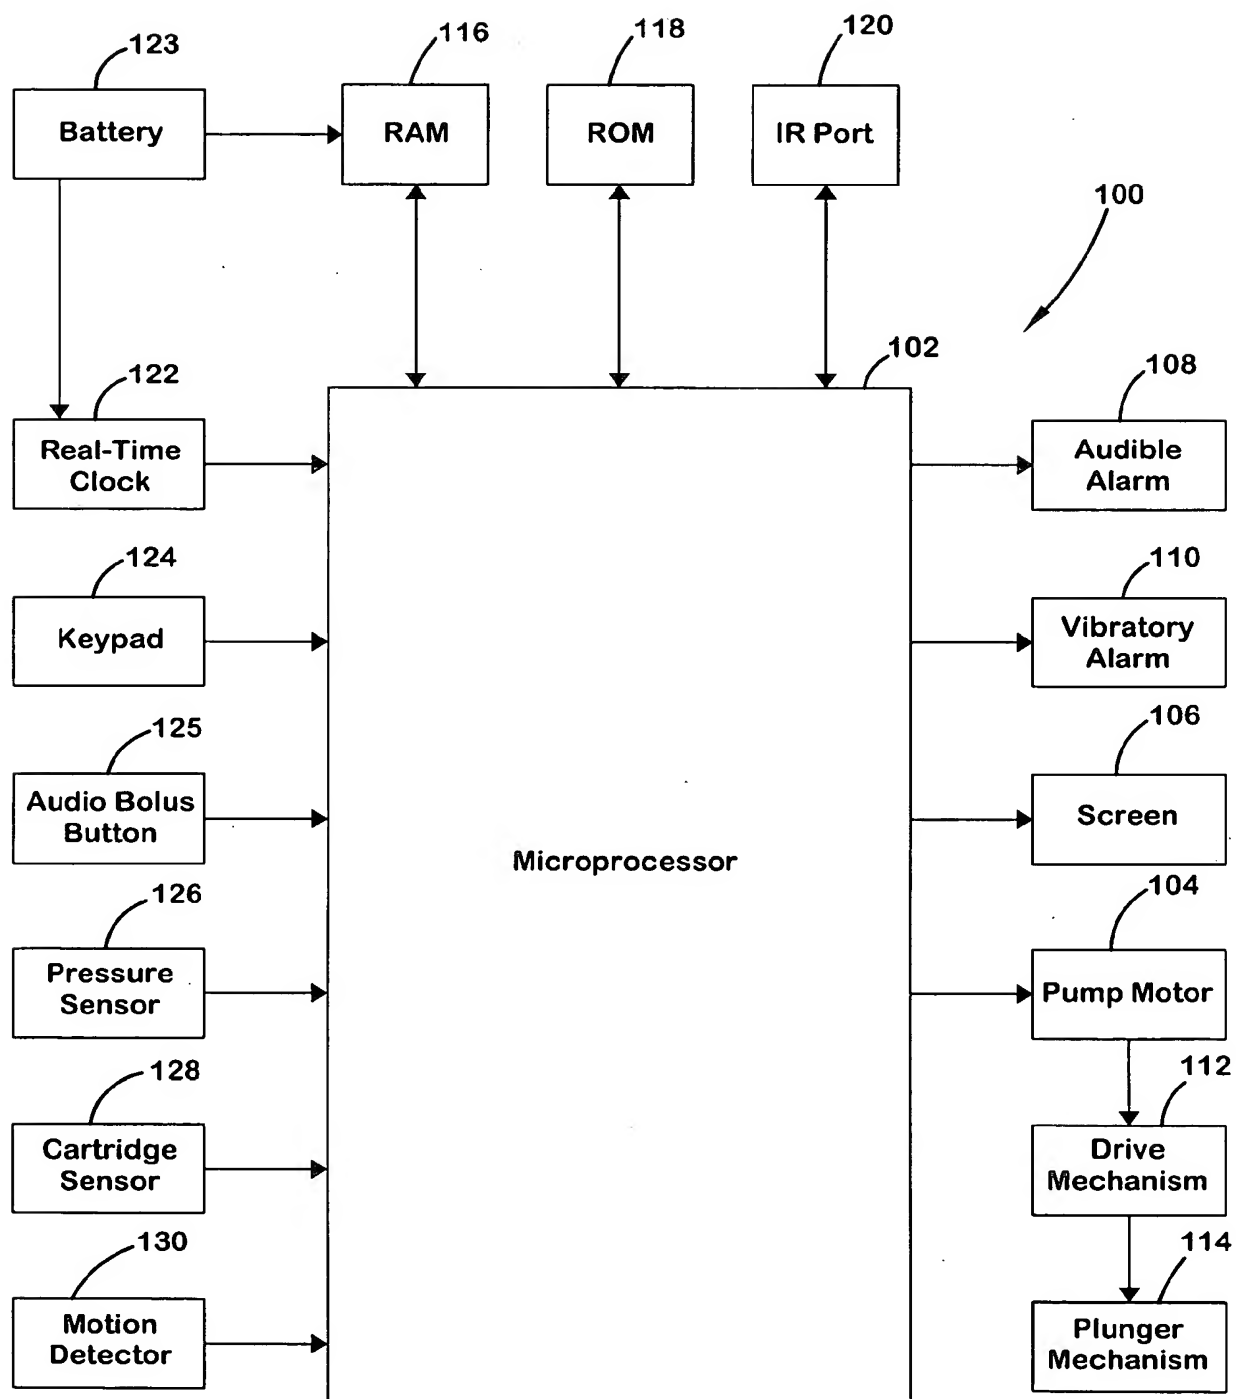 123
116
118
120
Battery
RAM
ROM
IR Port
100
122
102
108
Real-Time
Clock
Audible
Alarm
124
110
Keypad
Vibratory
Alarm
125
106
Audio Bolus
Button
Screen
Microprocessor
126
104
Pressure
Sensor
Pump Motor
128
112
Cartridge
Sensor
Drive
Mechanism
130
114
Motion
Detector
Plunger
Mechanism